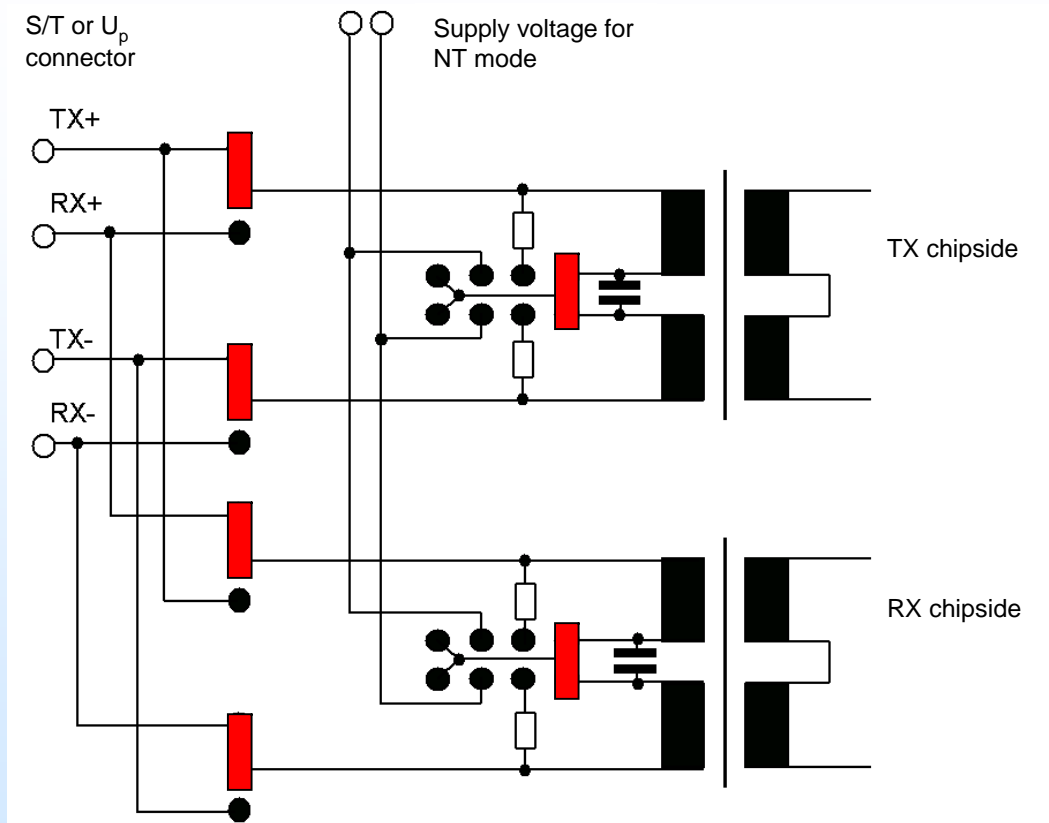 S/T or Up
connector
Supply voltage for
NT mode
TX+
RX+
TX-
RX-
TX chipside
RX chipside